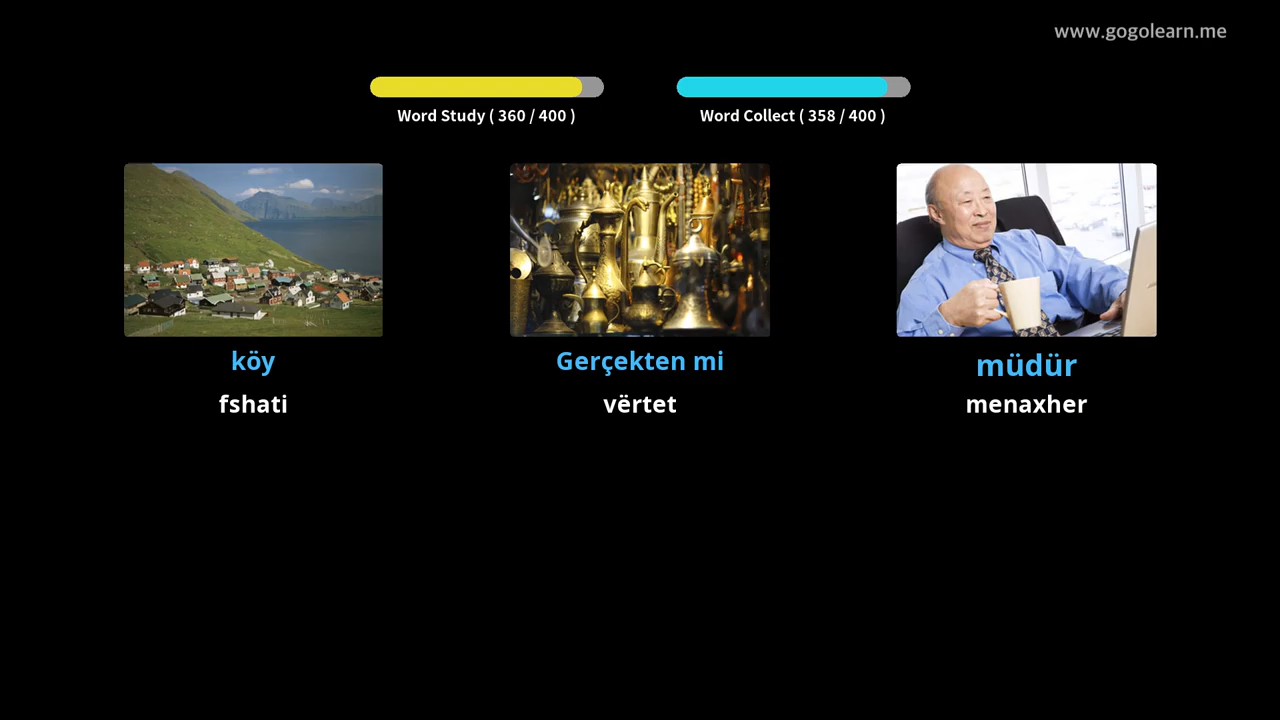 www.gogolearn.me
Word Study ( 360 / 400 )
Word Collect ( 358 / 400 )
köy
fshati
Gerçekten mi
vërtet
müdür
menaxher